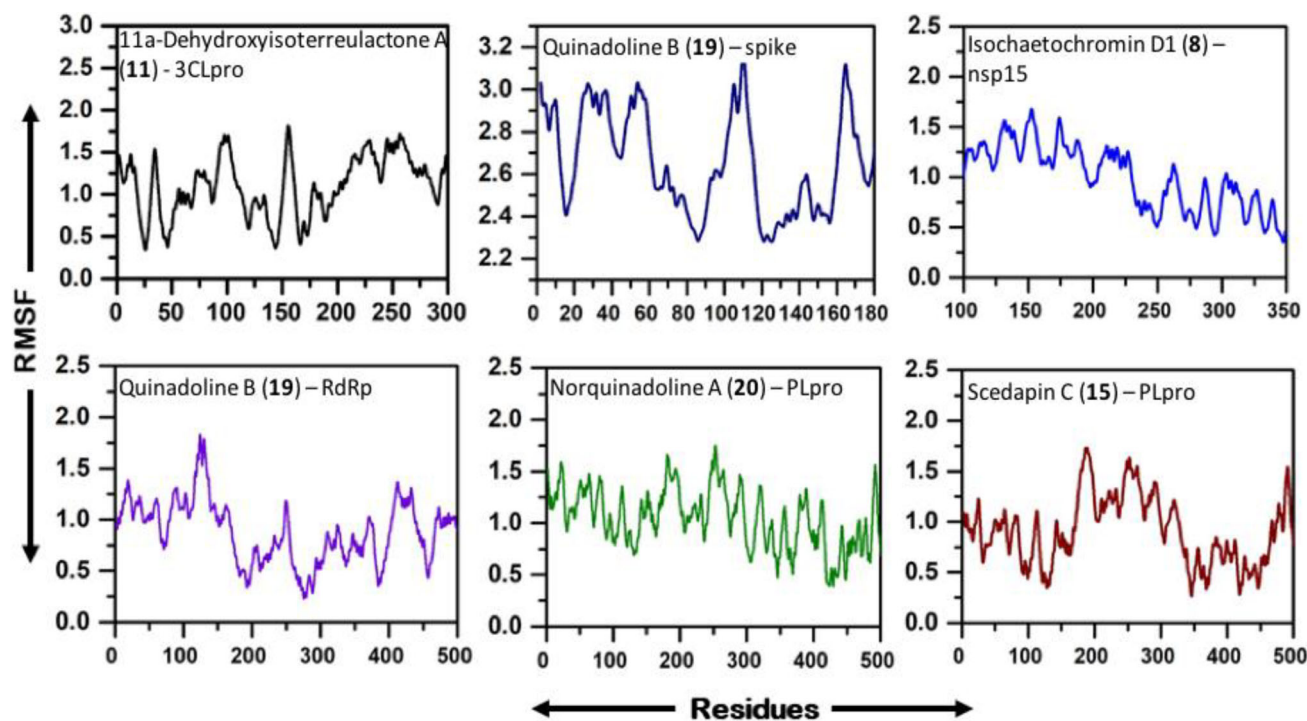 11a-Dehydroxyisoterreulactone A
(11) - 3CLpro
3.0
2.5
2.0
1.5
1.0
0.5
0.0
0 50 100 150 200 250 300
Quinadoline B (19) – spike
3.2
3.0
2.8
2.6
2.4
2.2
0 20 40 60 80 100 120 140 160 180
Isochaetochromin D1 (8) –
nsp15
2.5
2.0
1.5
1.0
0.5
0.0
100 150 200 250 300 350
RMSF
Quinadoline B (19) – RdRp
2.5
2.0
1.5
1.0
0.5
0.0
0 100 200 300 400 500
Norquinadoline A (20) – PLpro
2.5
2.0
1.5
1.0
0.5
0.0
0 100 200 300 400 500
Scedapin C (15) – PLpro
2.5
2.0
1.5
1.0
0.5
0.0
0 100 200 300 400 500
Residues